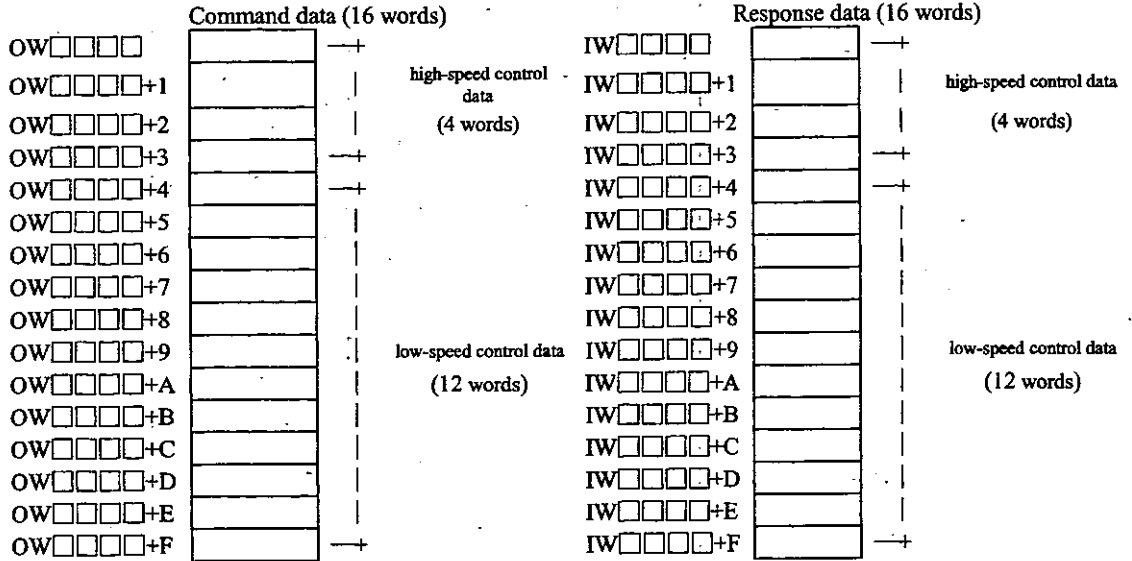 Command data (16 words)
OW□□□□
OW□□□□+1
OW□□□□+2
OW□□□□+3
OW□□□□+4
OW□□□□+5
OW□□□□+6
OW□□□□+7
OW□□□□+8
OW□□□□+9
OW□□□□+A
OW□□□□+B
OW□□□□+C
OW□□□□+D
OW□□□□+E
OW□□□□+F
high-speed control
data
(4 words)
low-speed control data
(12 words)
Response data (16 words)
IW□□□□
IW□□□□+1
IW□□□□+2
IW□□□□+3
IW□□□□+4
IW□□□□+5
IW□□□□+6
IW□□□□+7
IW□□□□+8
IW□□□□+9
IW□□□□+A
IW□□□□+B
IW□□□□+C
IW□□□□+D
IW□□□□+E
IW□□□□+F
high-speed control data
(4 words)
low-speed control data
(12 words)